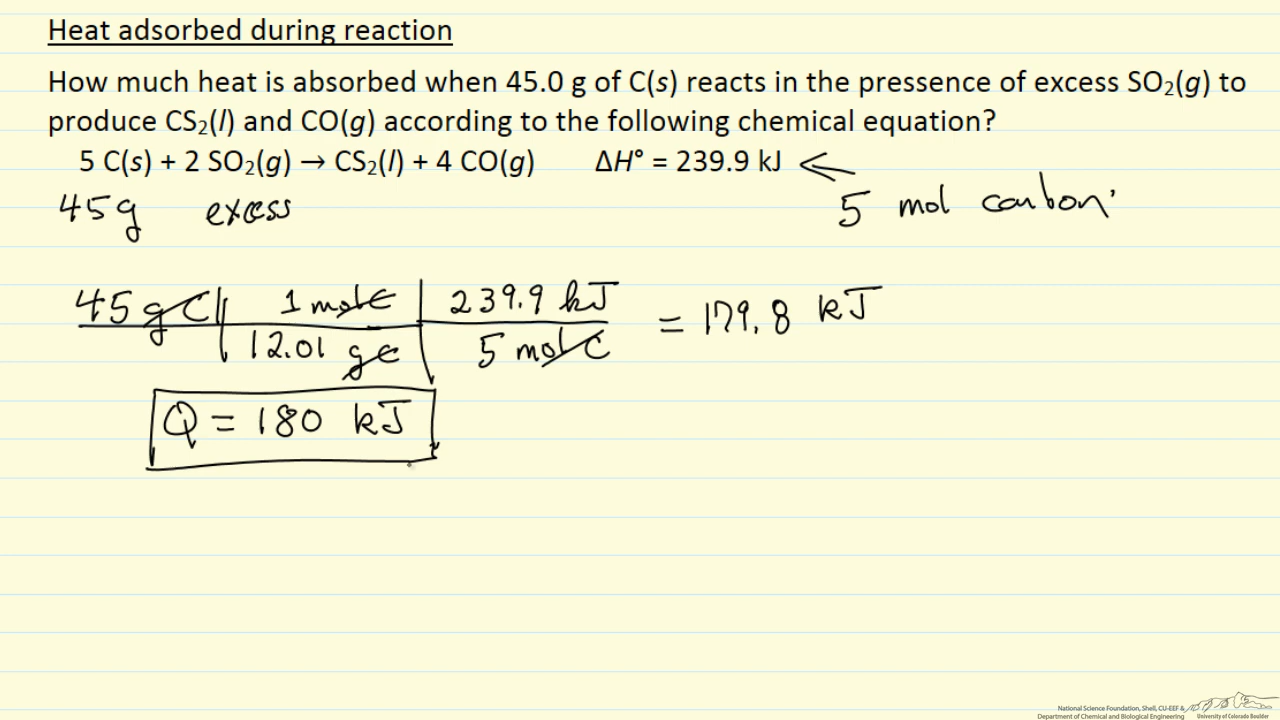 Heat adsorbed during reaction
How much heat is absorbed when 45.0 g of C(s) reacts in the pressence of excess SO₂(g) to
produce CS₂(l) and CO(g) according to the following chemical equation?
5 C(s) + 2 SO₂(g) → CS₂(l) + 4 CO(g) ΔH° = 239.9 kJ ←
45g excess 5 mol carbon
45 g C | 1 mol C | 239.9 kJ = 179.8 kJ
12.01 g C | 5 mol C
Q = 180 kJ
National Science Foundation, Shell, CU-EEF &
Department of Chemical and Biological Engineering University of Colorado Boulder